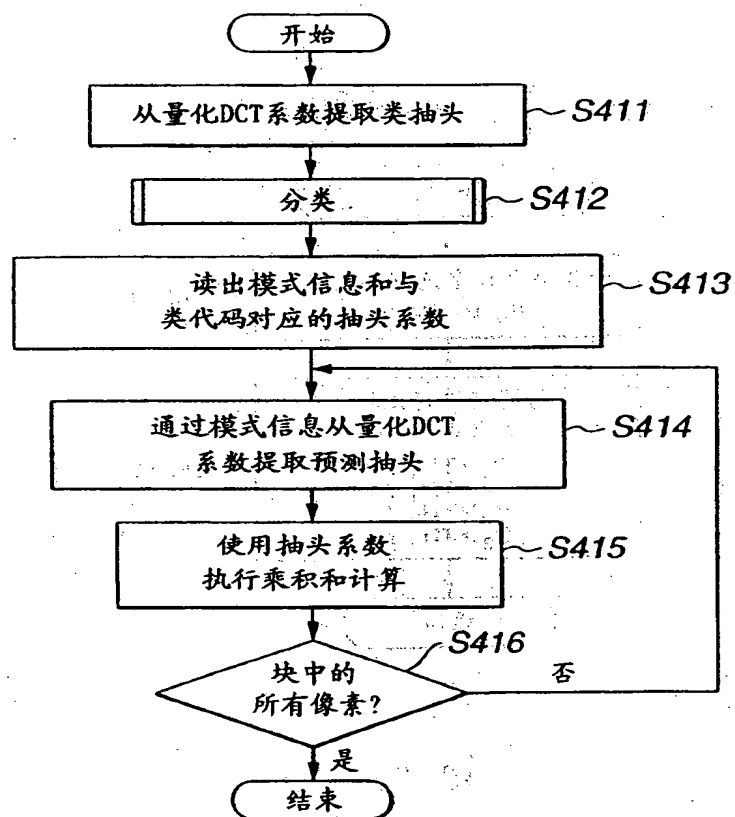 开始
从量化DCT系数提取类抽头
S411
分类
S412
读出模式信息和与
类代码对应的抽头系数
S413
通过模式信息从量化DCT
系数提取预测抽头
S414
使用抽头系数
执行乘积和计算
S415
S416
块中的
所有像素?
否
是
结束